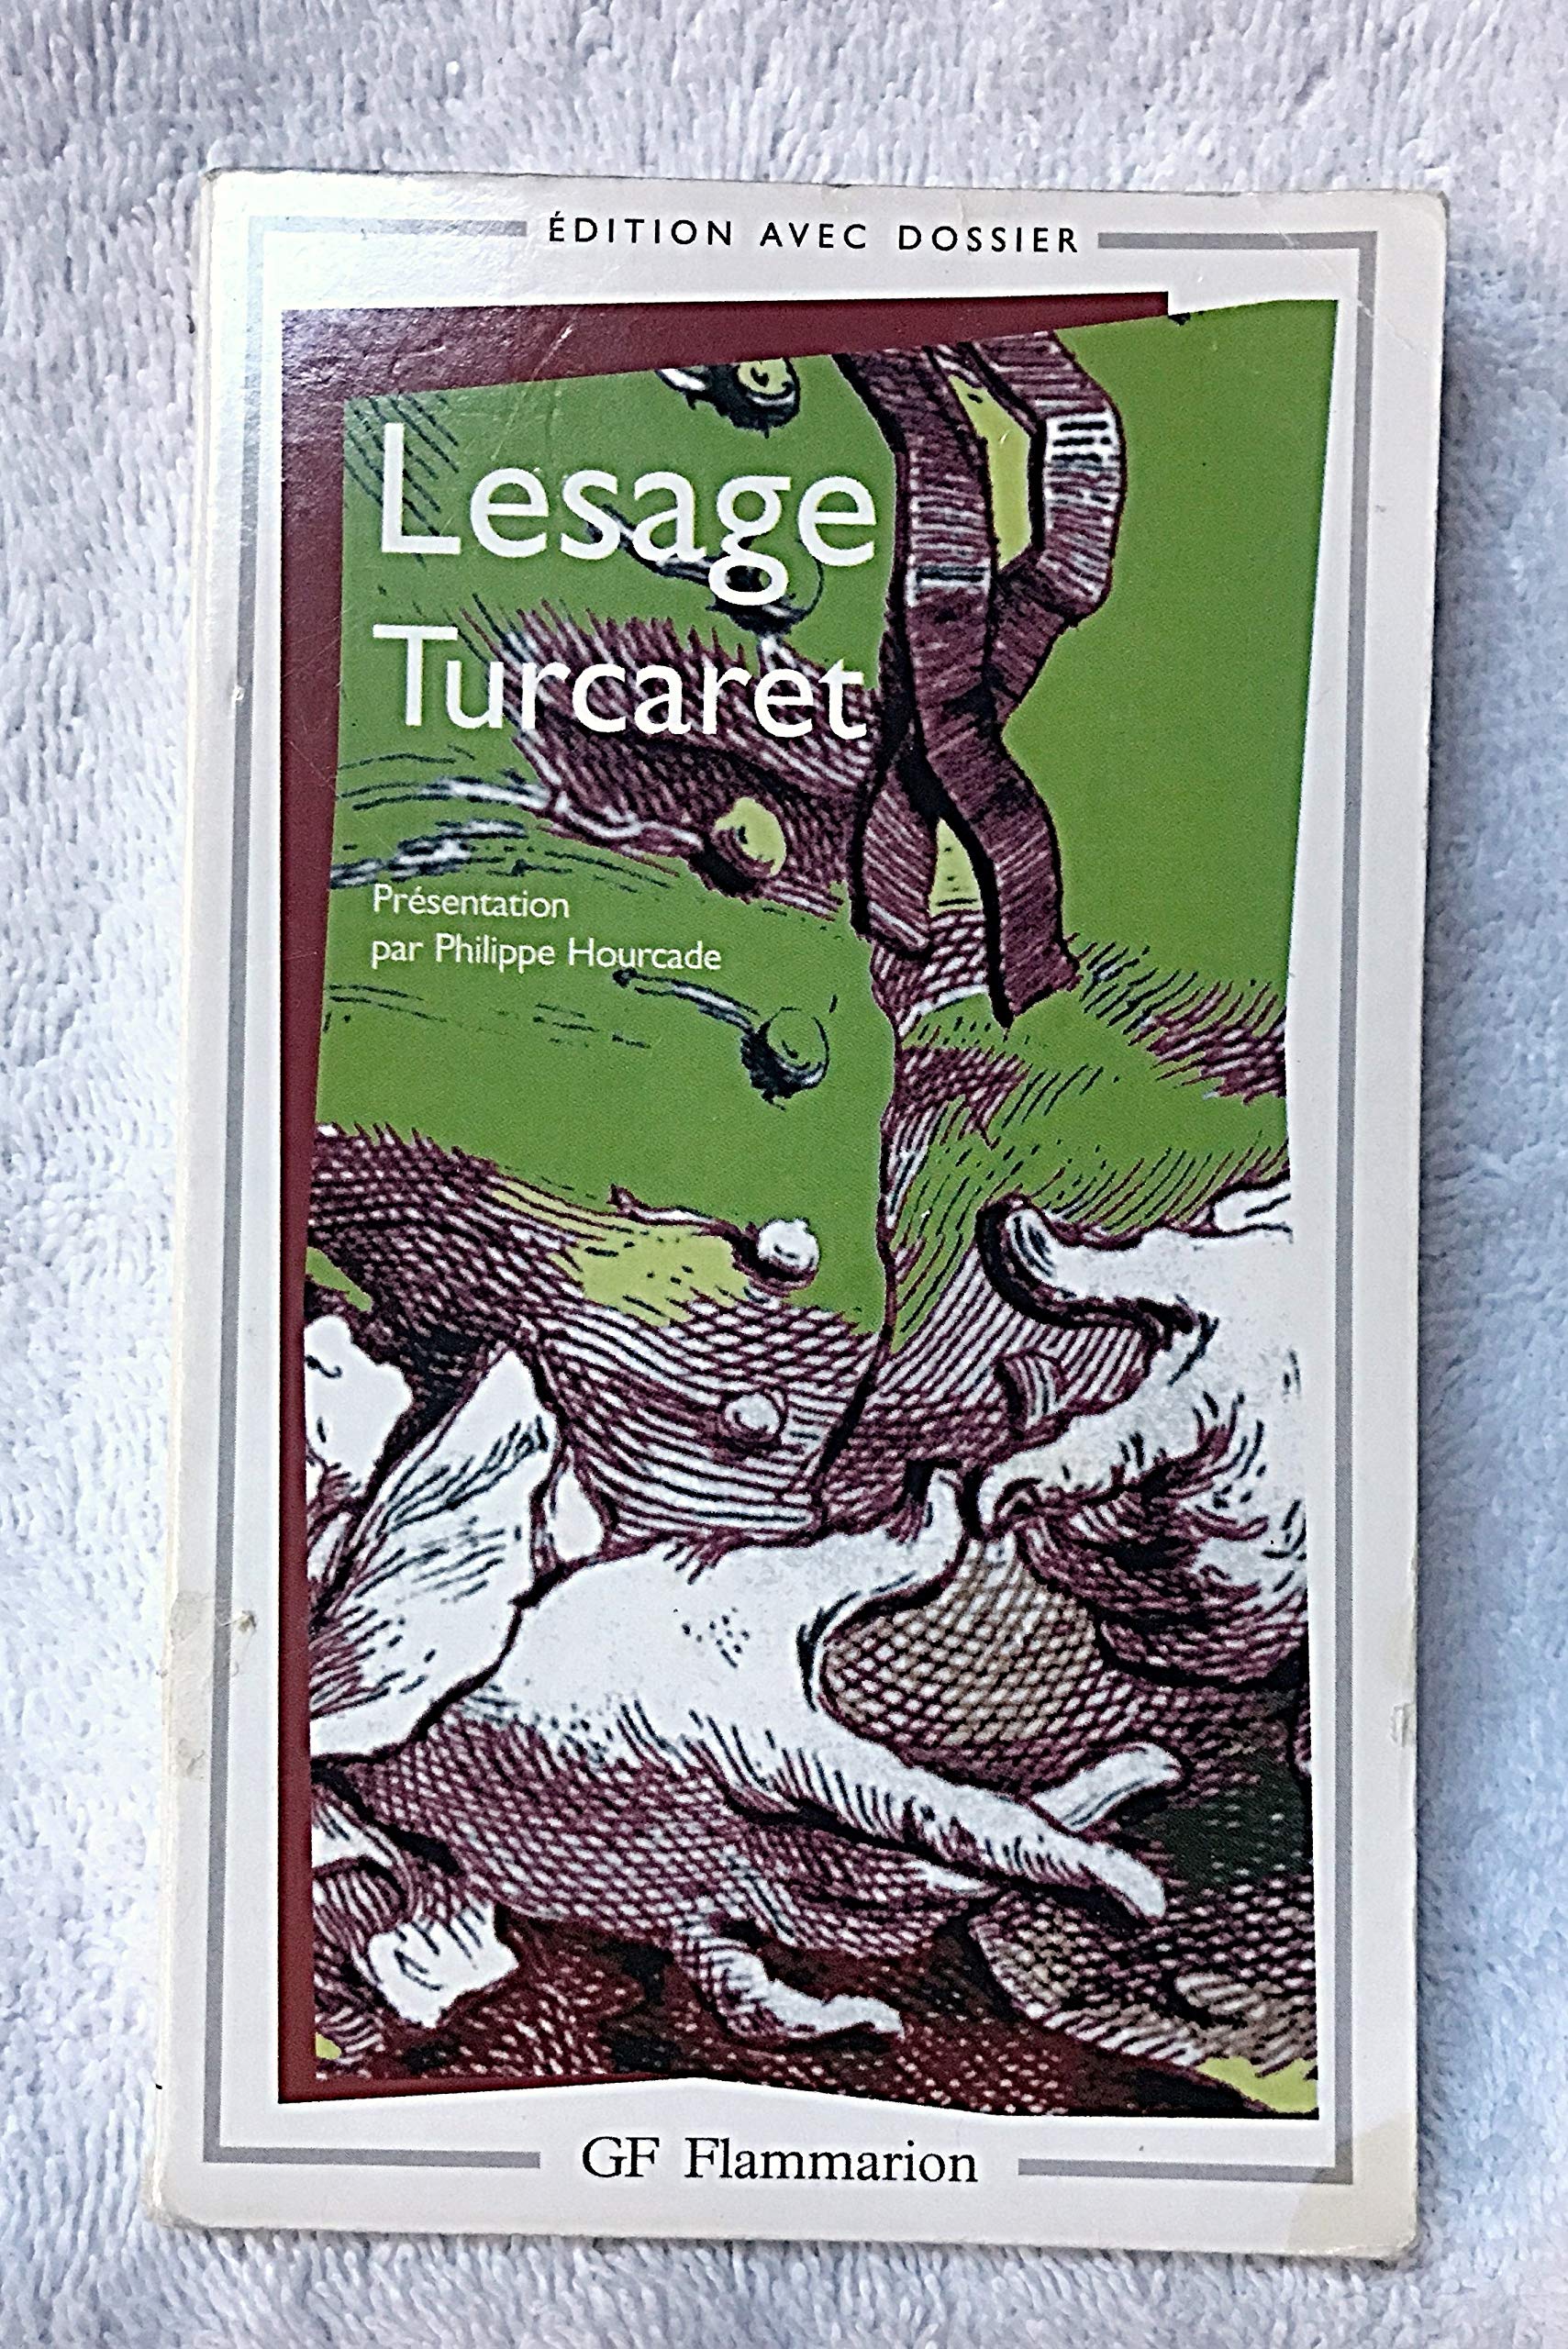 ÉDITION AVEC DOSSIER
Lesage
Turcaret
Présentation
par Philippe Hourcade
GF Flammarion